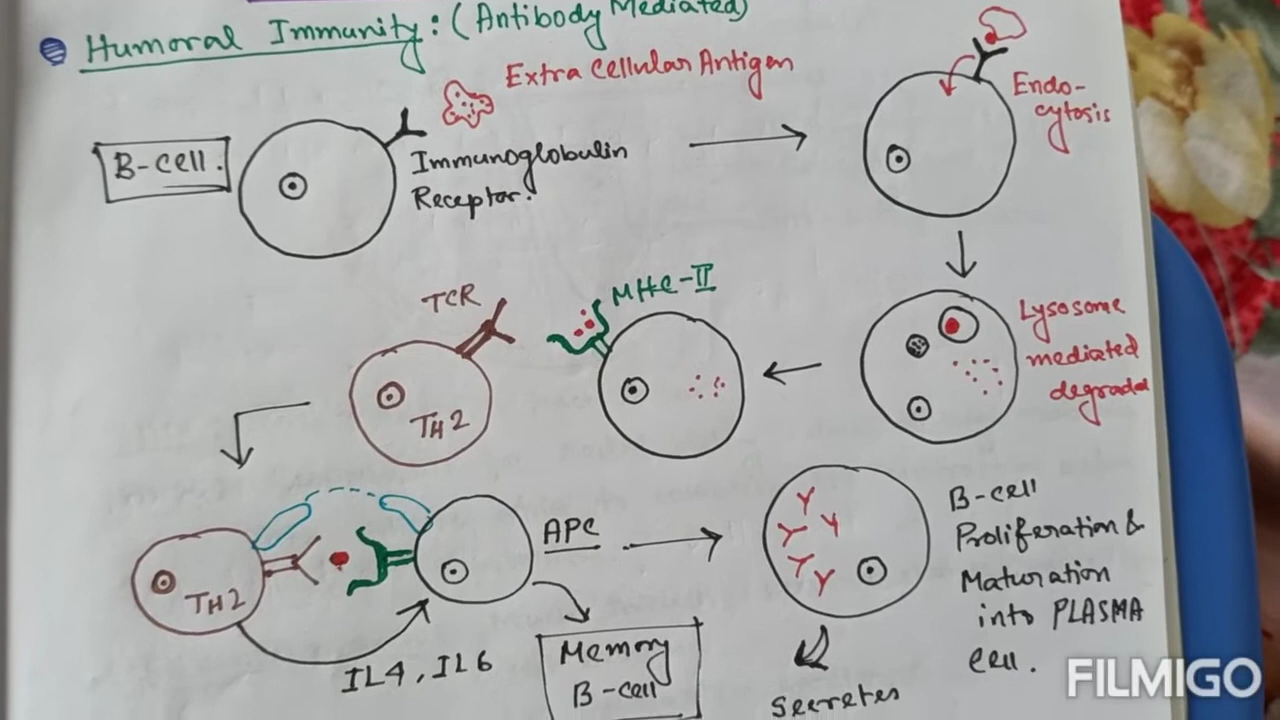 Humoral Immunity: (Antibody Mediated)
Extra Cellular Antigen
B-cell.
Immunoglobulin
Receptor.
Endo-
cytosis
TCR
MHC-II
Lysosome
mediated
degrada
TH2
TH2
APC
IL4, IL6
Memory
B-cell
B-cell
Proliferation &
Maturation
into PLASMA
cell.
Secretes
FILMIGO